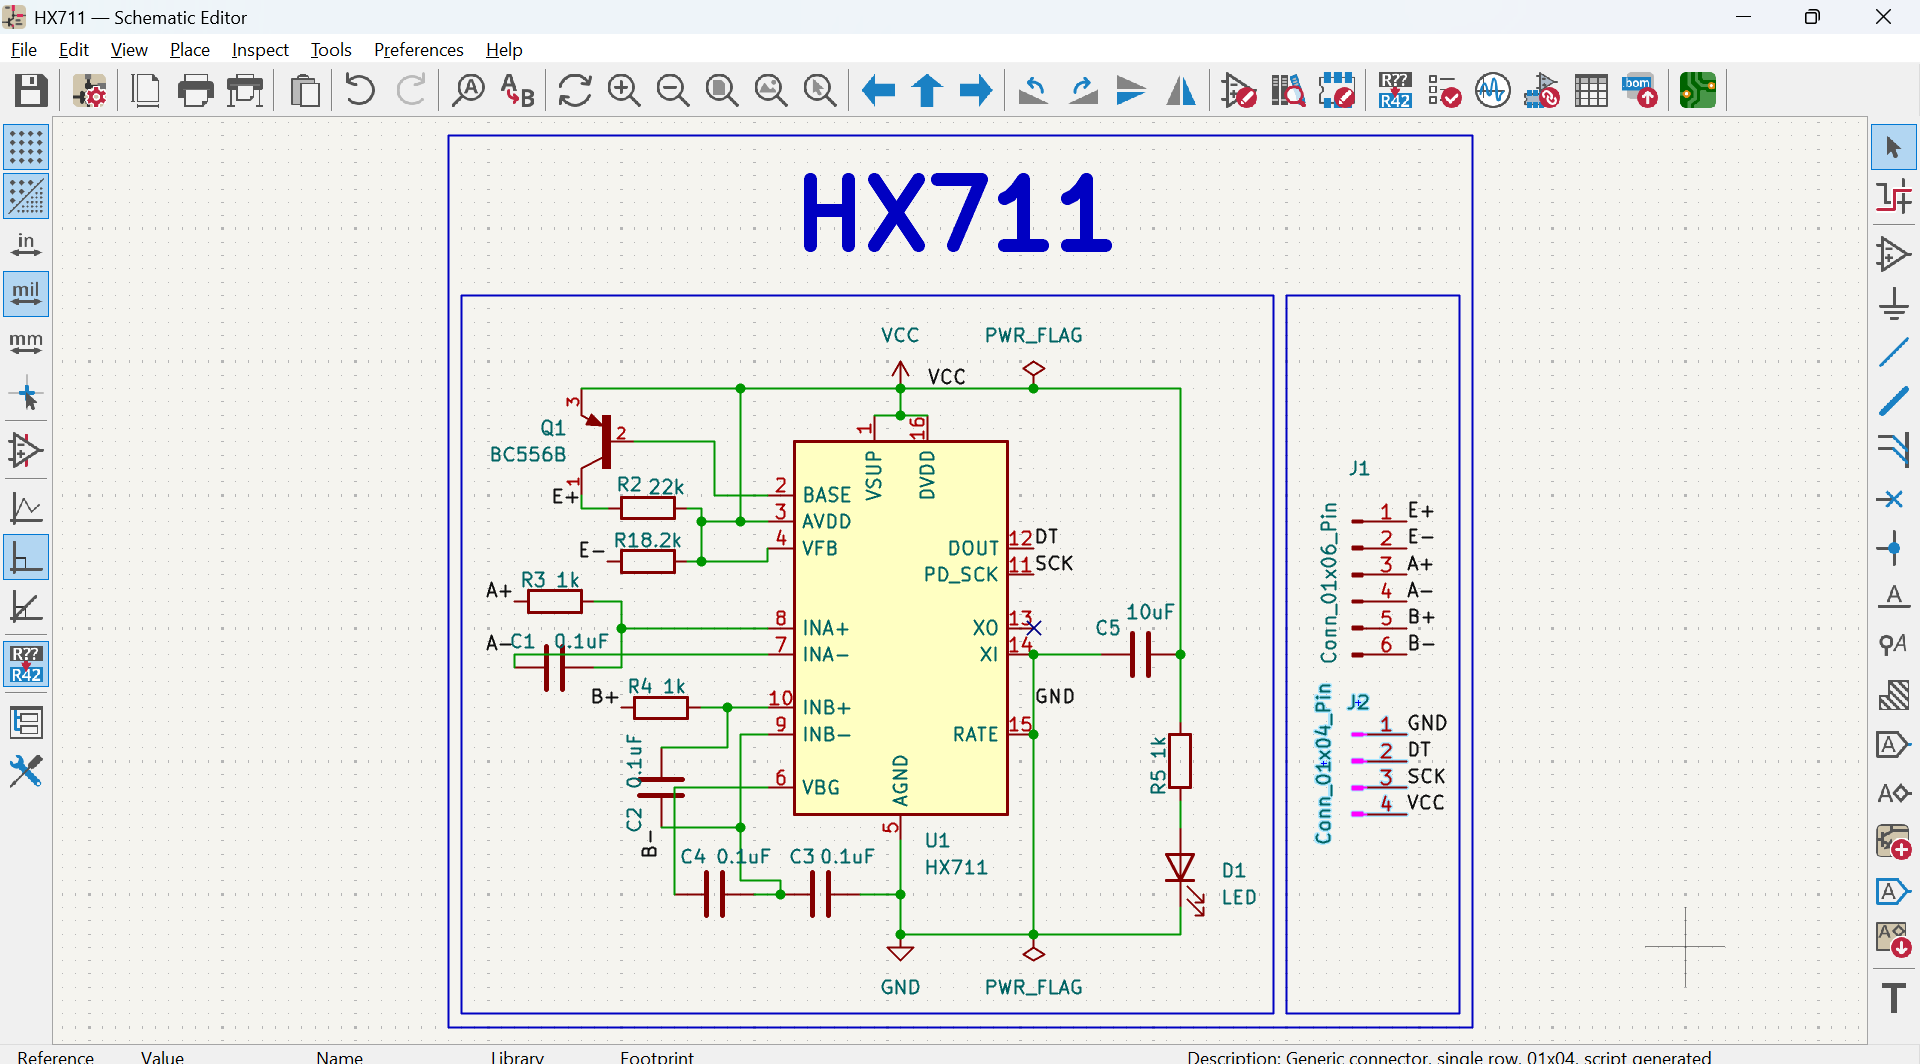 HX711 — Schematic Editor
File Edit View Place Inspect Tools Preferences Help
A
A B
R??
R42
bom
in
mil
mm
R??
R42
A
A
A
A
A
A
T
HX711
VCC PWR_FLAG
VCC
3
Q1
2
BC556B
1
E+
R2 22k
E-
R1 8.2k
A+
R3 1k
A-
C1 0.1uF
B+
R4 1k
C2 0.1uF
B-
C4 0.1uF
C3 0.1uF
1 VSUP
16 DVDD
2 BASE
3 AVDD
4 VFB
8 INA+
7 INA-
10 INB+
9 INB-
6 VBG
5 AGND
DOUT 12 DT
PD_SCK 11 SCK
XO 13
XI 14
GND
RATE 15
U1
HX711
C5
10uF
R5 1k
D1
LED
GND PWR_FLAG
J1
Conn_01x06_Pin
1 E+
2 E-
3 A+
4 A-
5 B+
6 B-
J2
Conn_01x04_Pin
1 GND
2 DT
3 SCK
4 VCC
Reference Value Name Library Footprint Description: Generic connector, single row, 01x04, script generated